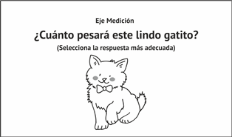 Eje Medición
¿Cuánto pesará este lindo gatito?
(Selecciona la respuesta más adecuada)